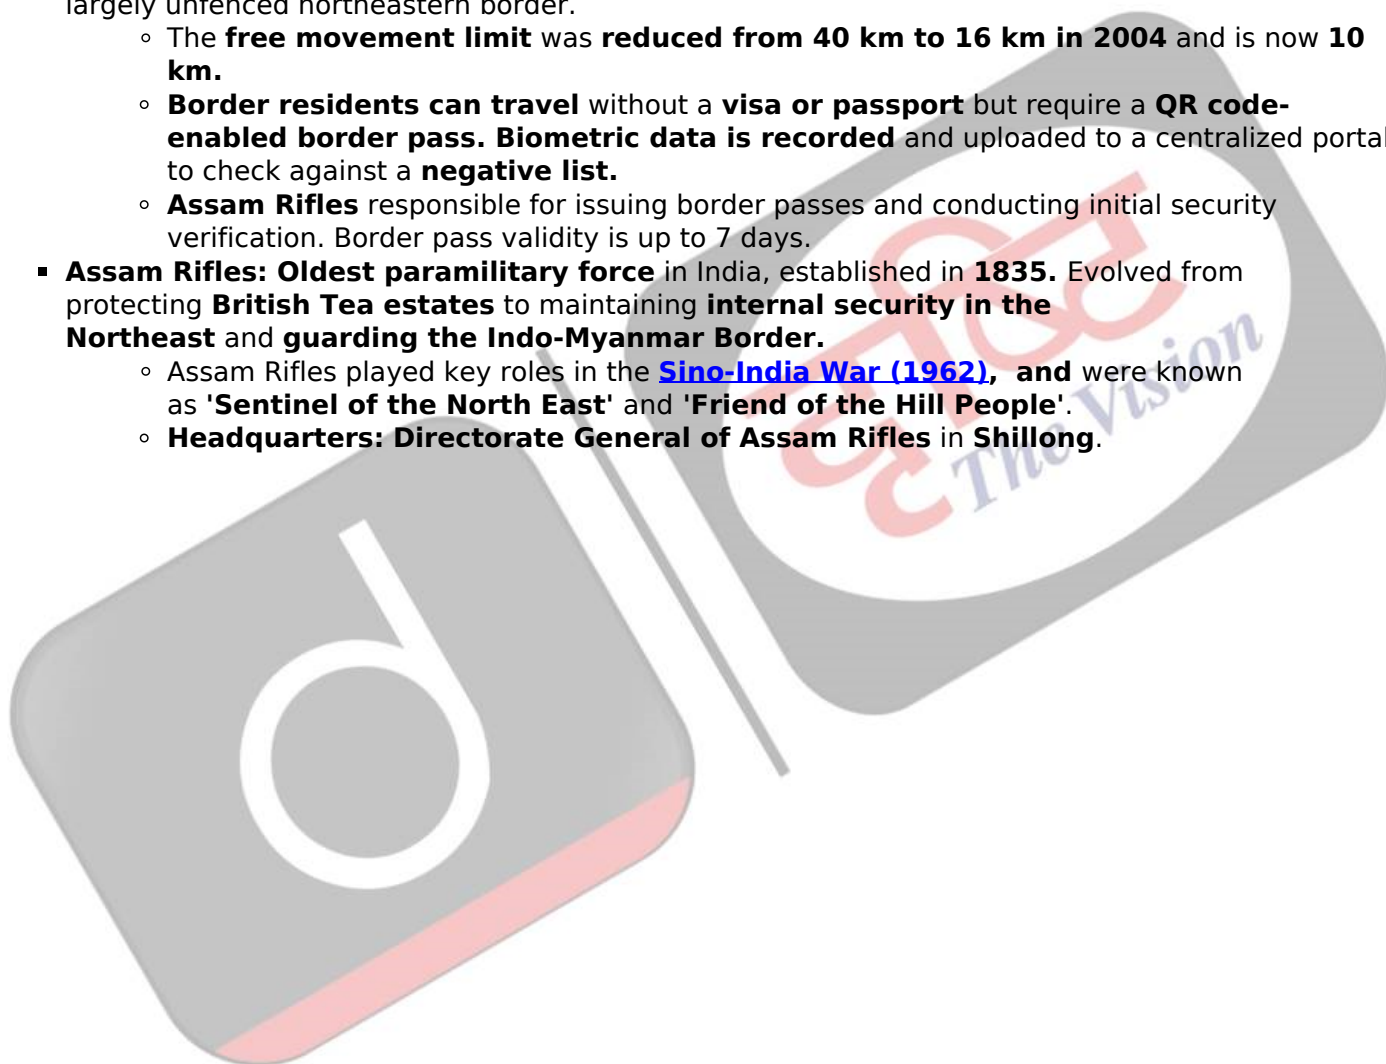 largely unfenced northeastern border.
◦ The free movement limit was reduced from 40 km to 16 km in 2004 and is now 10
km.
◦ Border residents can travel without a visa or passport but require a QR code-
enabled border pass. Biometric data is recorded and uploaded to a centralized portal
to check against a negative list.
◦ Assam Rifles responsible for issuing border passes and conducting initial security
verification. Border pass validity is up to 7 days.
▪ Assam Rifles: Oldest paramilitary force in India, established in 1835. Evolved from
protecting British Tea estates to maintaining internal security in the
Northeast and guarding the Indo-Myanmar Border.
◦ Assam Rifles played key roles in the Sino-India War (1962), and were known
as 'Sentinel of the North East' and 'Friend of the Hill People'.
◦ Headquarters: Directorate General of Assam Rifles in Shillong.
दृष्टि
The Vision
d